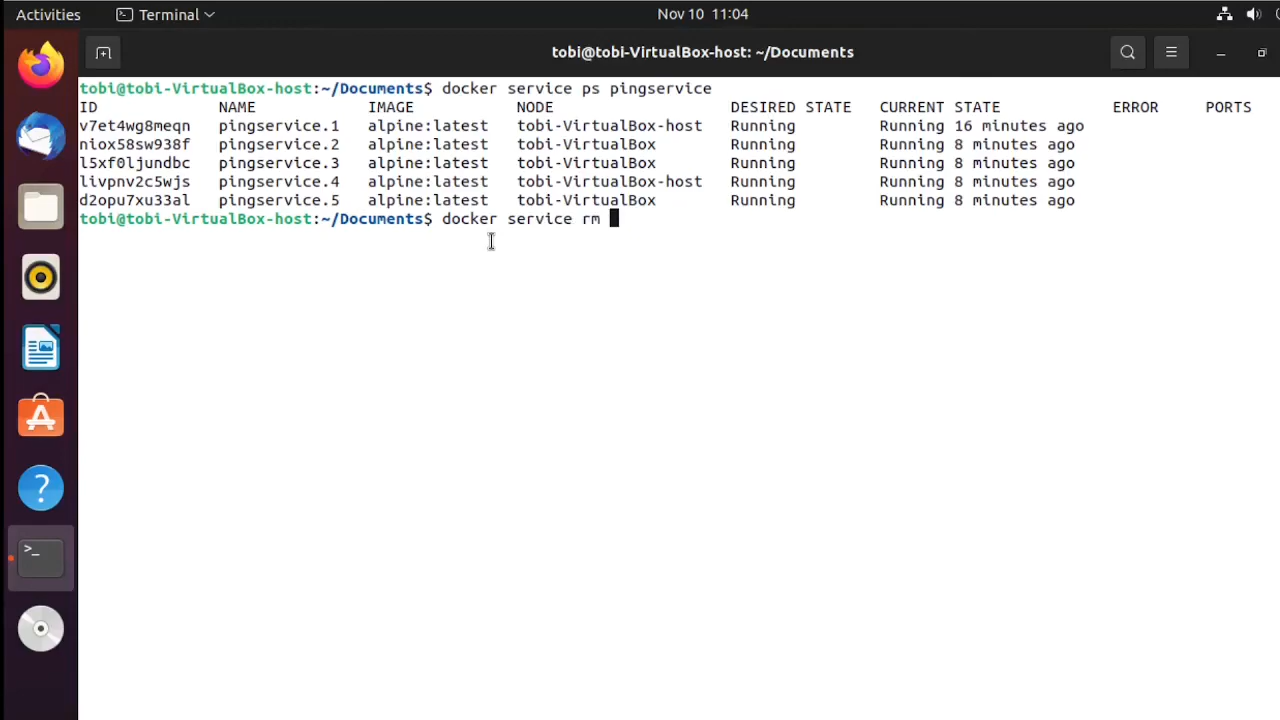 Activities Terminal Nov 10 11:04
tobi@tobi-VirtualBox-host: ~/Documents
tobi@tobi-VirtualBox-host:~/Documents$ docker service ps pingservice
ID NAME IMAGE NODE DESIRED STATE CURRENT STATE ERROR PORTS
v7et4wg8meqn pingservice.1 alpine:latest tobi-VirtualBox-host Running Running 16 minutes ago
niox58sw938f pingservice.2 alpine:latest tobi-VirtualBox Running Running 8 minutes ago
l5xf0ljundbc pingservice.3 alpine:latest tobi-VirtualBox Running Running 8 minutes ago
livpnv2c5wjs pingservice.4 alpine:latest tobi-VirtualBox-host Running Running 8 minutes ago
d2opu7xu33al pingservice.5 alpine:latest tobi-VirtualBox Running Running 8 minutes ago
tobi@tobi-VirtualBox-host:~/Documents$ docker service rm